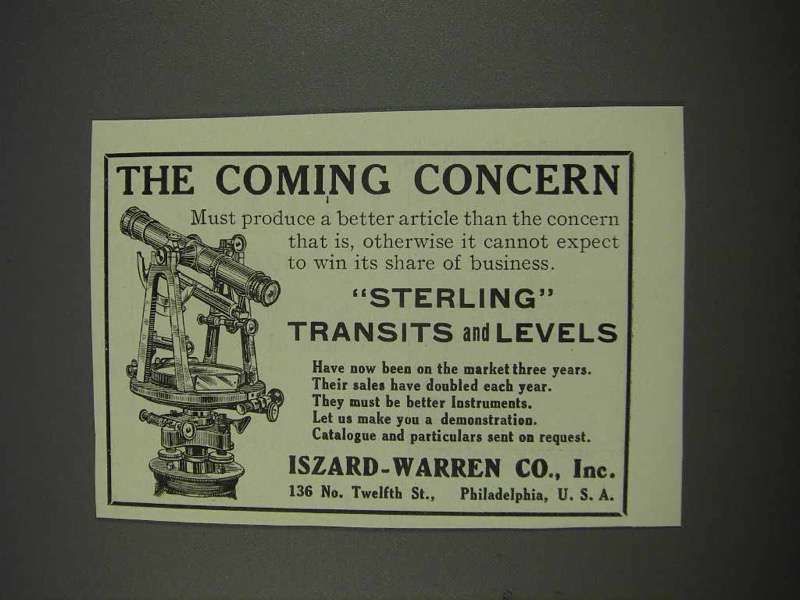 THE COMING CONCERN
Must produce a better article than the concern
that is, otherwise it cannot expect
to win its share of business.
"STERLING"
TRANSITS and LEVELS
Have now been on the market three years.
Their sales have doubled each year.
They must be better Instruments.
Let us make you a demonstration.
Catalogue and particulars sent on request.
ISZARD-WARREN CO., Inc.
136 No. Twelfth St., Philadelphia, U. S. A.